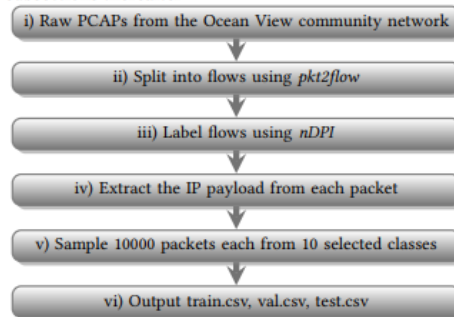 i) Raw PCAPs from the Ocean View community network
ii) Split into flows using pkt2flow
iii) Label flows using nDPI
iv) Extract the IP payload from each packet
v) Sample 10000 packets each from 10 selected classes
vi) Output train.csv, val.csv, test.csv